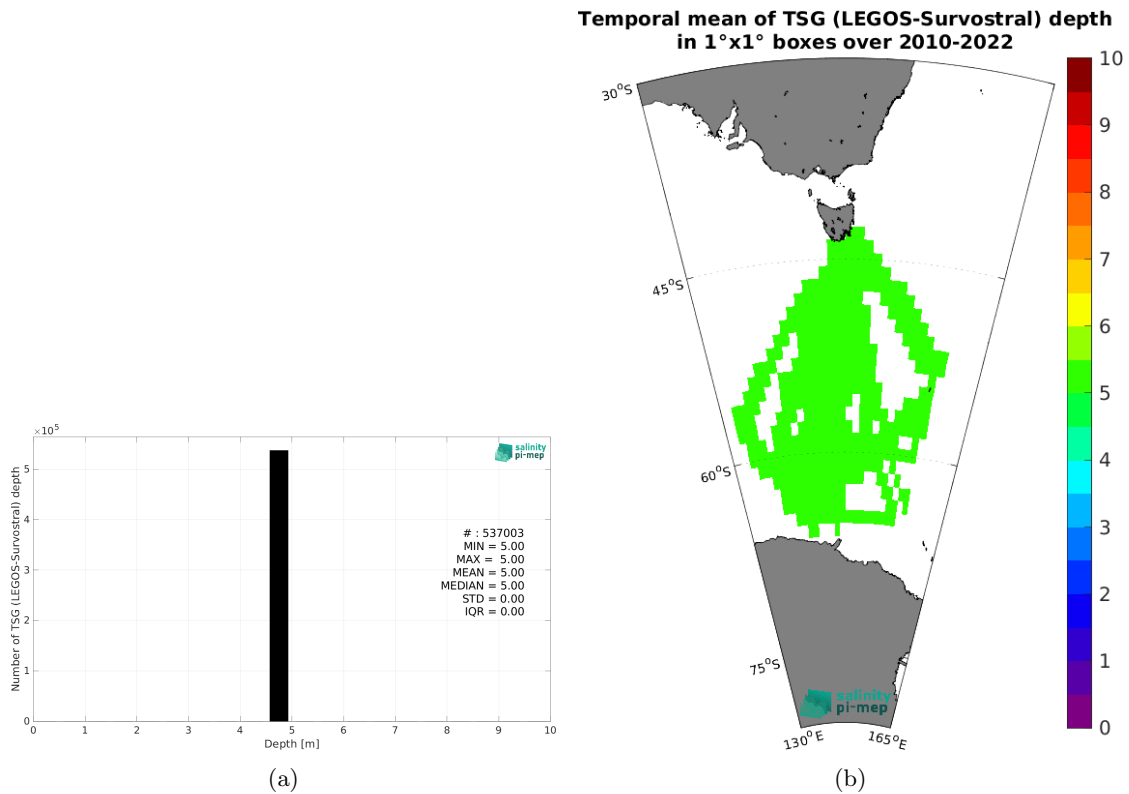 Temporal mean of TSG (LEGOS-Survostral) depth
in 1°x1° boxes over 2010-2022
×10⁵
salinity
pi-mep
Number of TSG (LEGOS-Survostral) depth
5
4
3
2
1
0
# : 537003
MIN = 5.00
MAX = 5.00
MEAN = 5.00
MEDIAN = 5.00
STD = 0.00
IQR = 0.00
0 1 2 3 4 5 6 7 8 9 10
Depth [m]
(a)
30°S
45°S
60°S
75°S
130°E 165°E
salinity
pi-mep
10
9
8
7
6
5
4
3
2
1
0
(b)